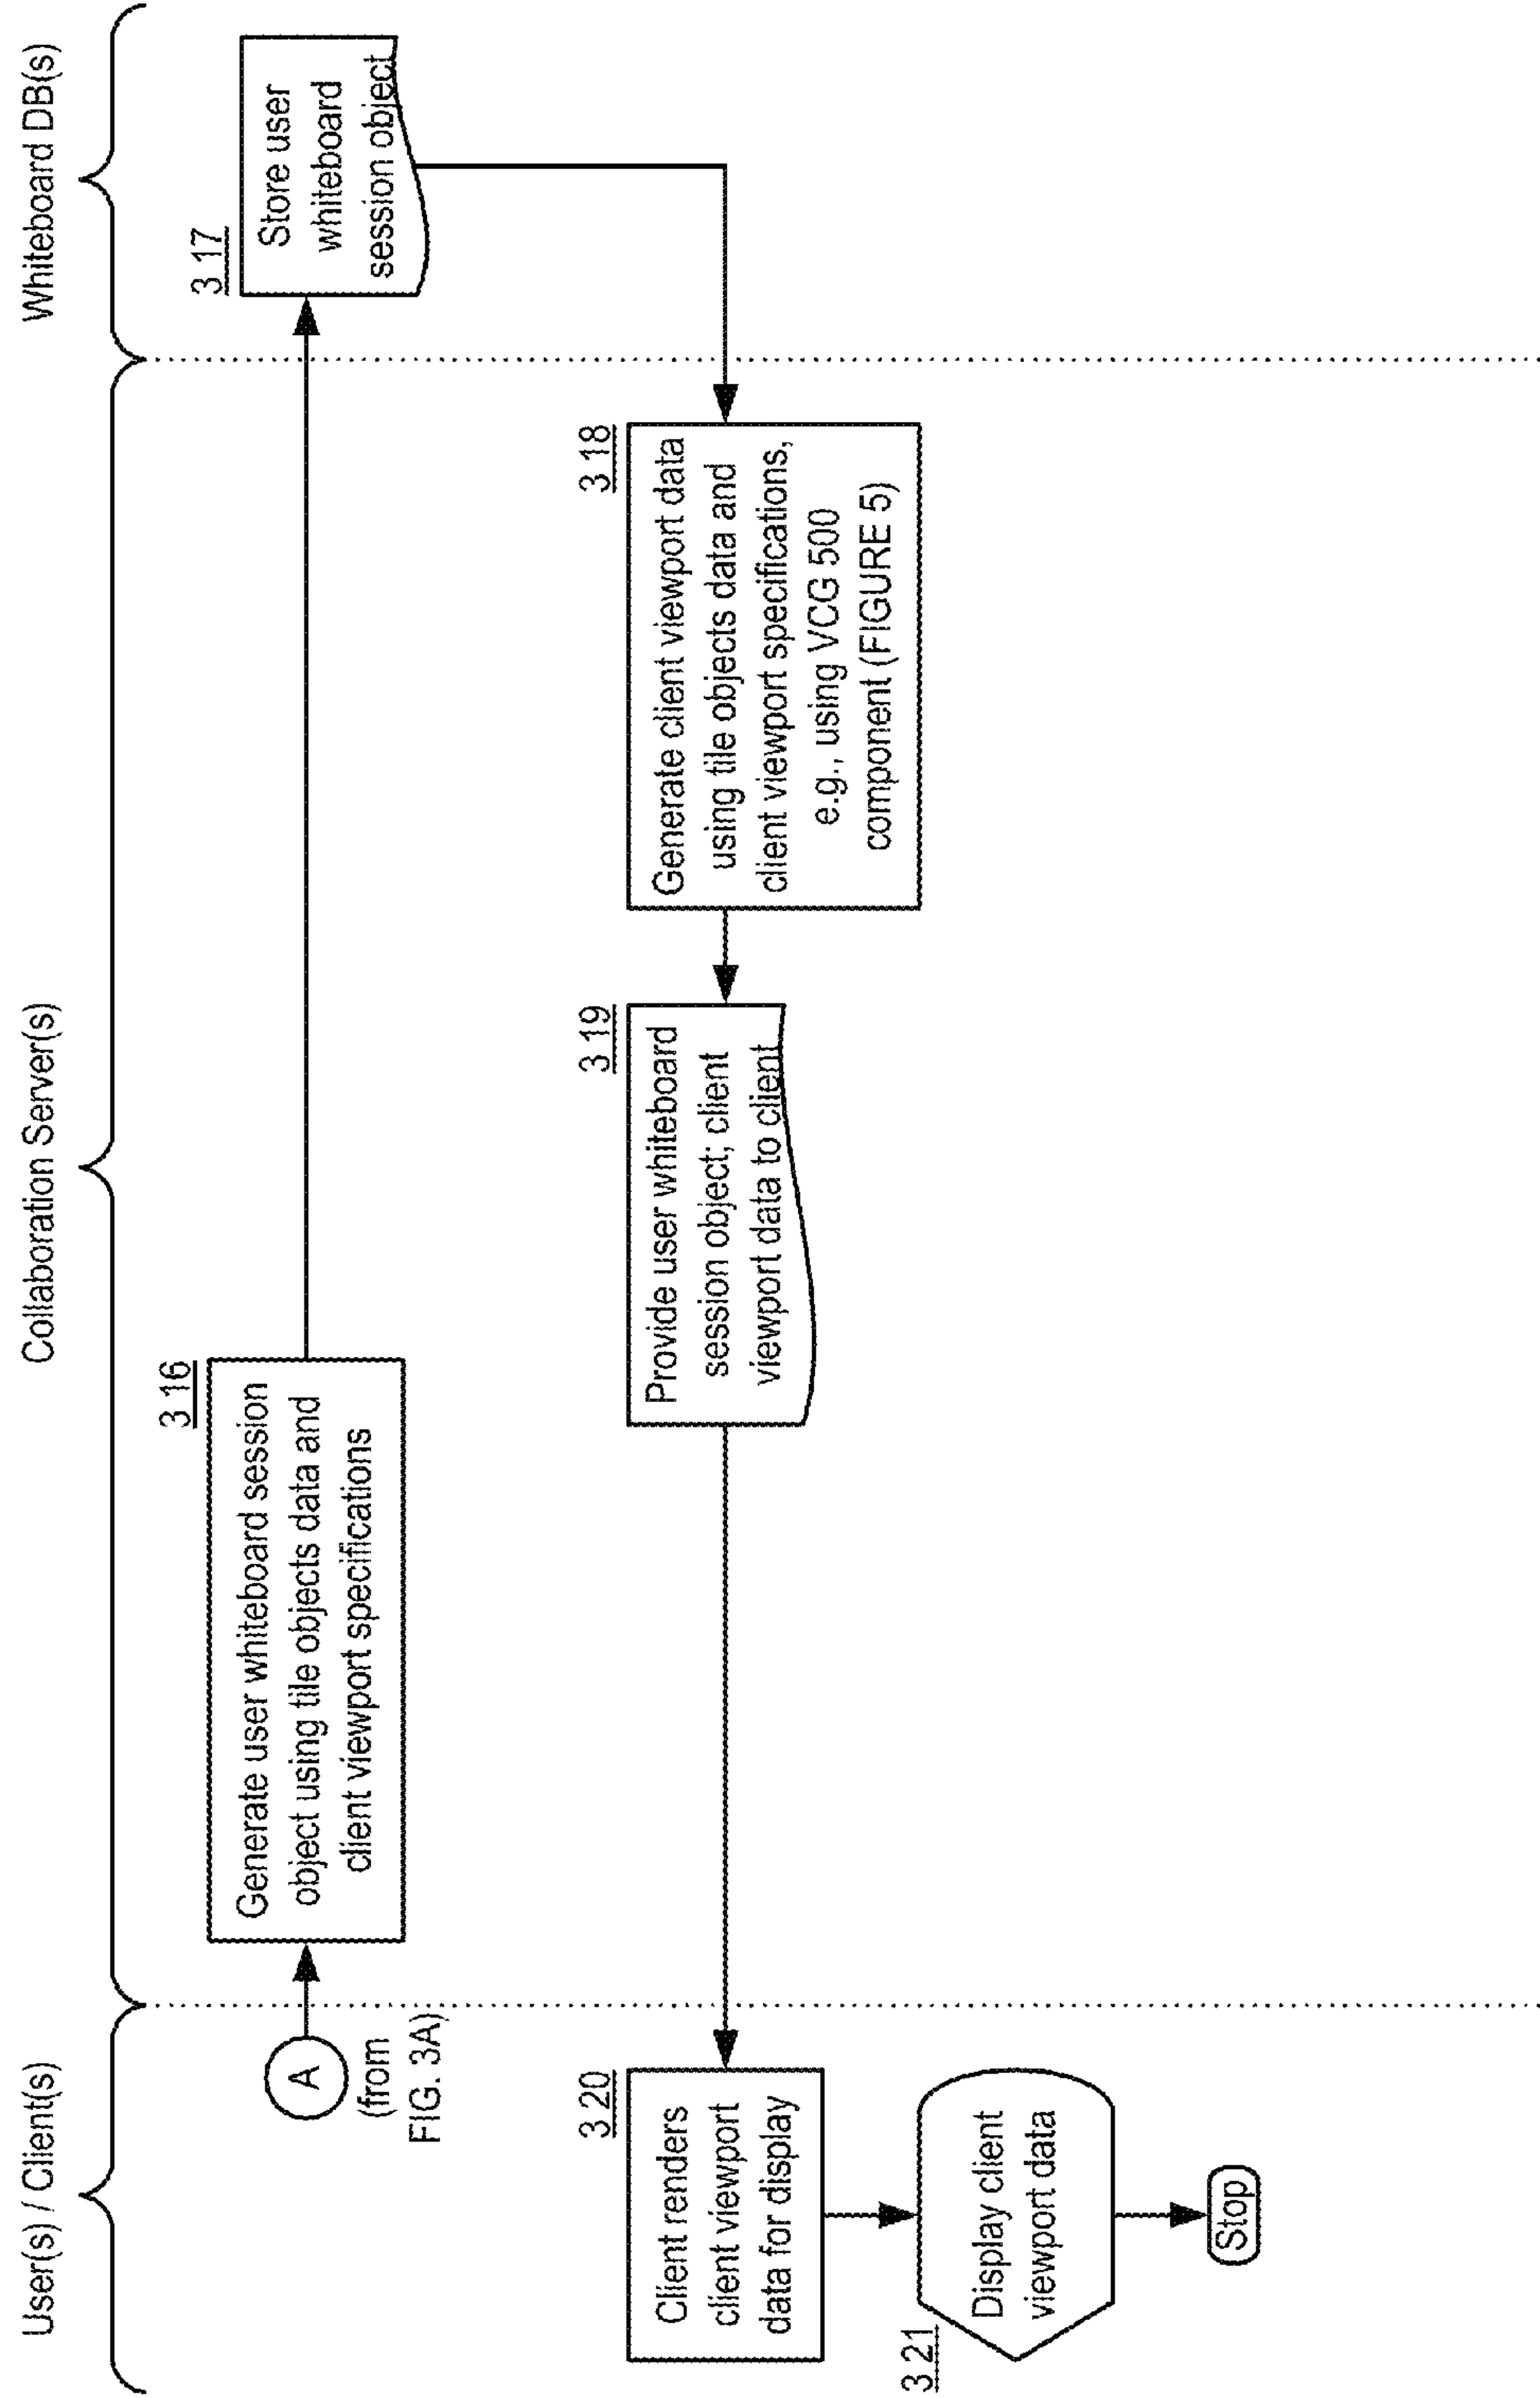 User(s) / Client(s)
Collaboration Server(s)
Whiteboard DB(s)
A
(from
FIG. 3A)
3 16
Generate user whiteboard session
object using tile objects data and
client viewport specifications
3 17
Store user
whiteboard
session object
3 18
Generate client viewport data
using tile objects data and
client viewport specifications,
e.g., using VCG 500
component (FIGURE 5)
3 19
Provide user whiteboard
session object; client
viewport data to client
3 20
Client renders
client viewport
data for display
3 21
Display client
viewport data
Stop